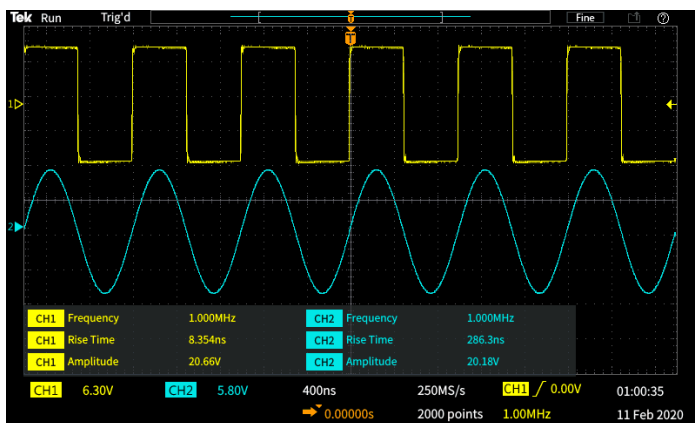 Tek Run Trig'd [ T ] Fine ?
T
1
2
CH1 Frequency 1.000MHz CH2 Frequency 1.000MHz
CH1 Rise Time 8.354ns CH2 Rise Time 286.3ns
CH1 Amplitude 20.66V CH2 Amplitude 20.18V
CH1 6.30V CH2 5.80V 400ns 250MS/s CH1 / 0.00V 01:00:35
0.00000s 2000 points 1.00MHz 11 Feb 2020